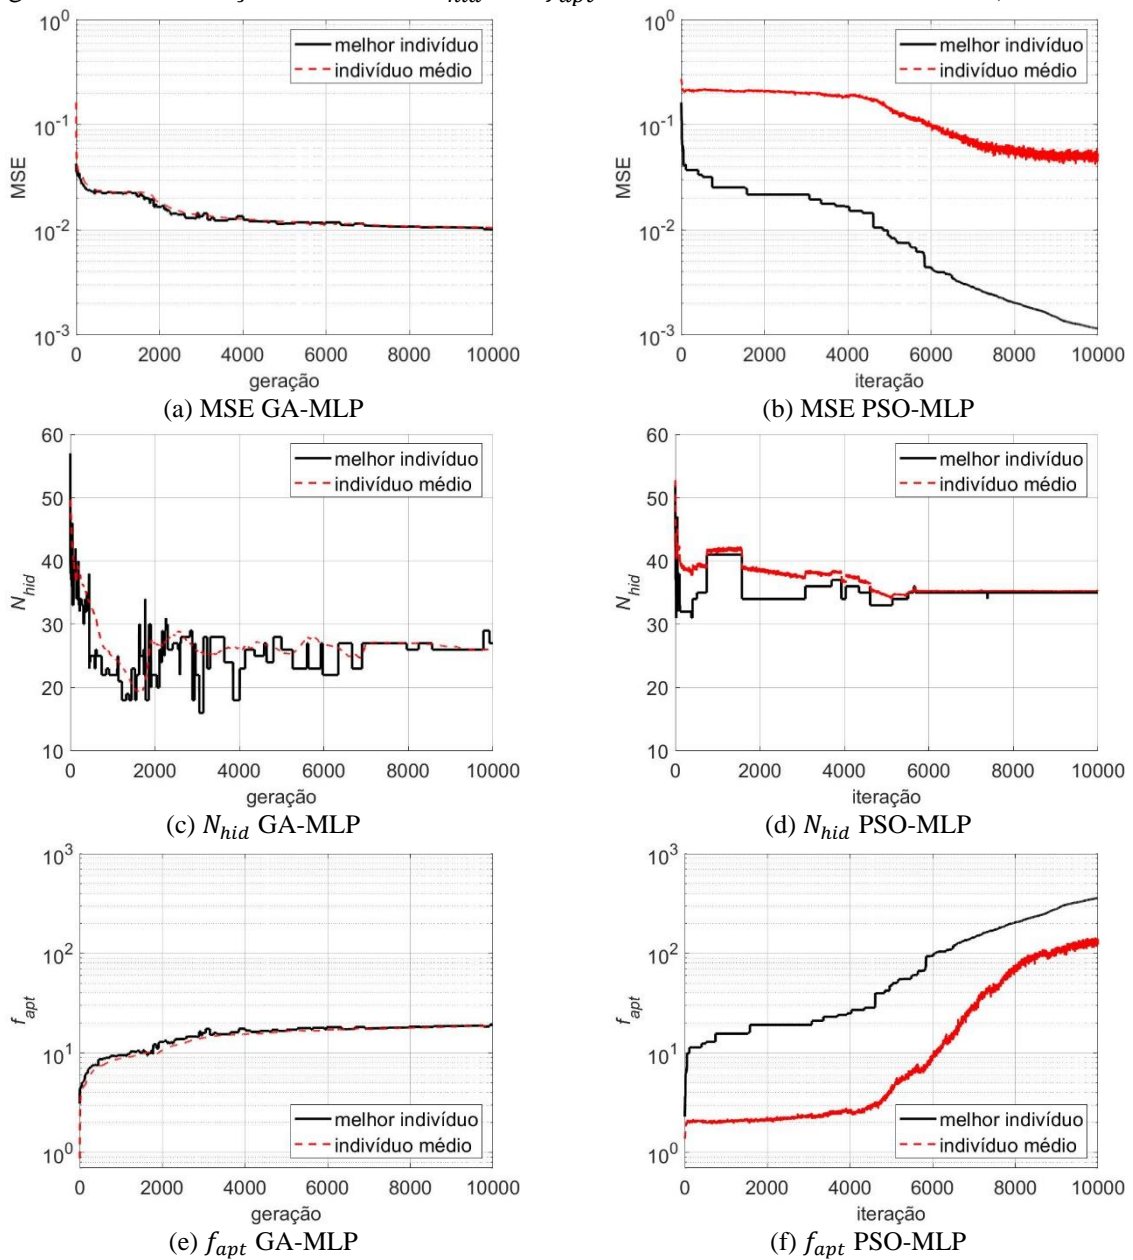 melhor indivíduo
indivíduo médio
MSE
10^0
10^-1
10^-2
10^-3
0 2000 4000 6000 8000 10000
geração
(a) MSE GA-MLP
melhor indivíduo
indivíduo médio
MSE
10^0
10^-1
10^-2
10^-3
0 2000 4000 6000 8000 10000
iteração
(b) MSE PSO-MLP
melhor indivíduo
indivíduo médio
N_hid
60
50
40
30
20
10
0 2000 4000 6000 8000 10000
geração
(c) N_hid GA-MLP
melhor indivíduo
indivíduo médio
N_hid
60
50
40
30
20
10
0 2000 4000 6000 8000 10000
iteração
(d) N_hid PSO-MLP
f_apt
10^3
10^2
10^1
10^0
melhor indivíduo
indivíduo médio
0 2000 4000 6000 8000 10000
geração
(e) f_apt GA-MLP
f_apt
10^3
10^2
10^1
10^0
melhor indivíduo
indivíduo médio
0 2000 4000 6000 8000 10000
iteração
(f) f_apt PSO-MLP